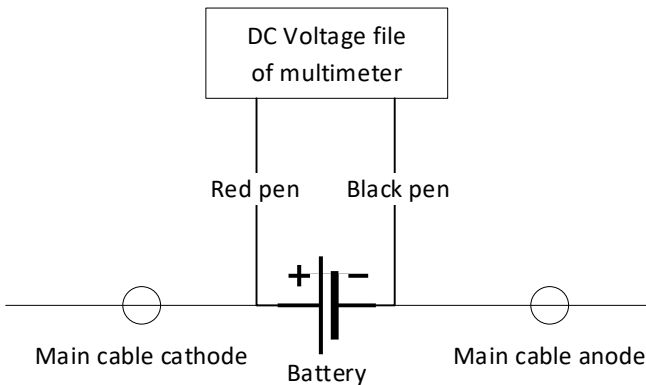 DC Voltage file
of multimeter
Red pen
Black pen
+
−
Main cable cathode
Battery
Main cable anode